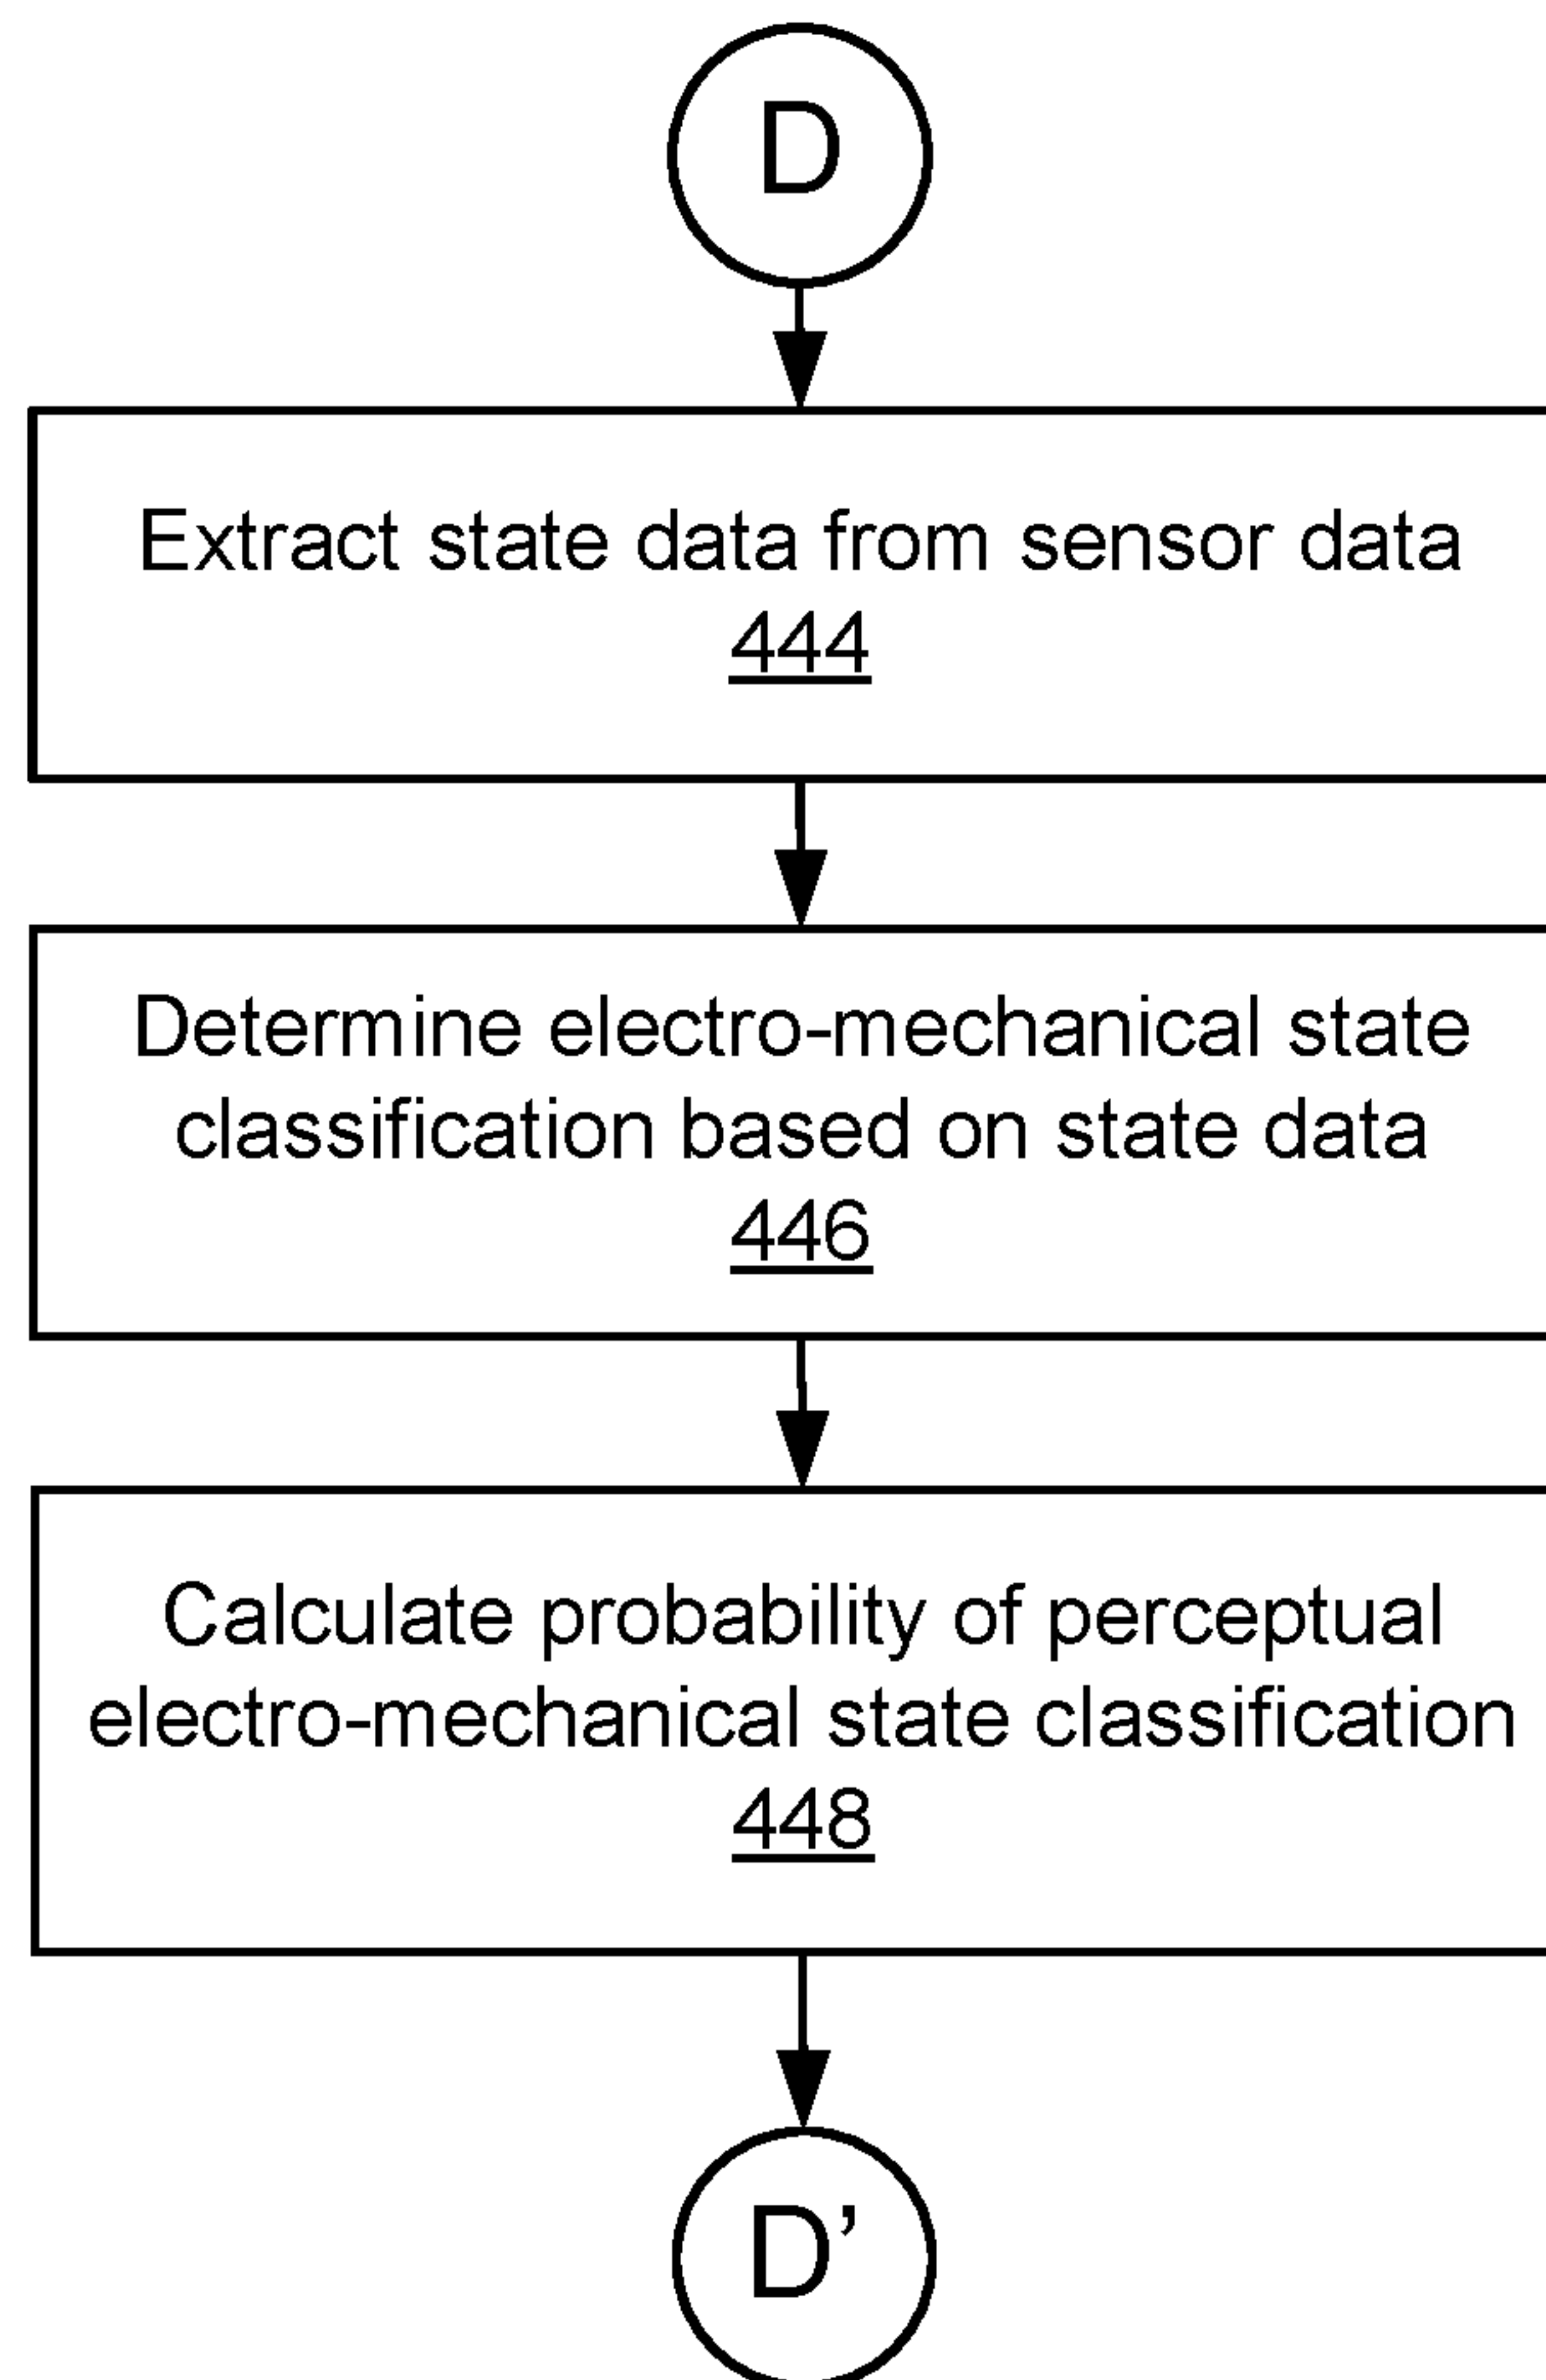 D
Extract state data from sensor data
444
Determine electro-mechanical state
classification based on state data
446
Calculate probability of perceptual
electro-mechanical state classification
448
D’